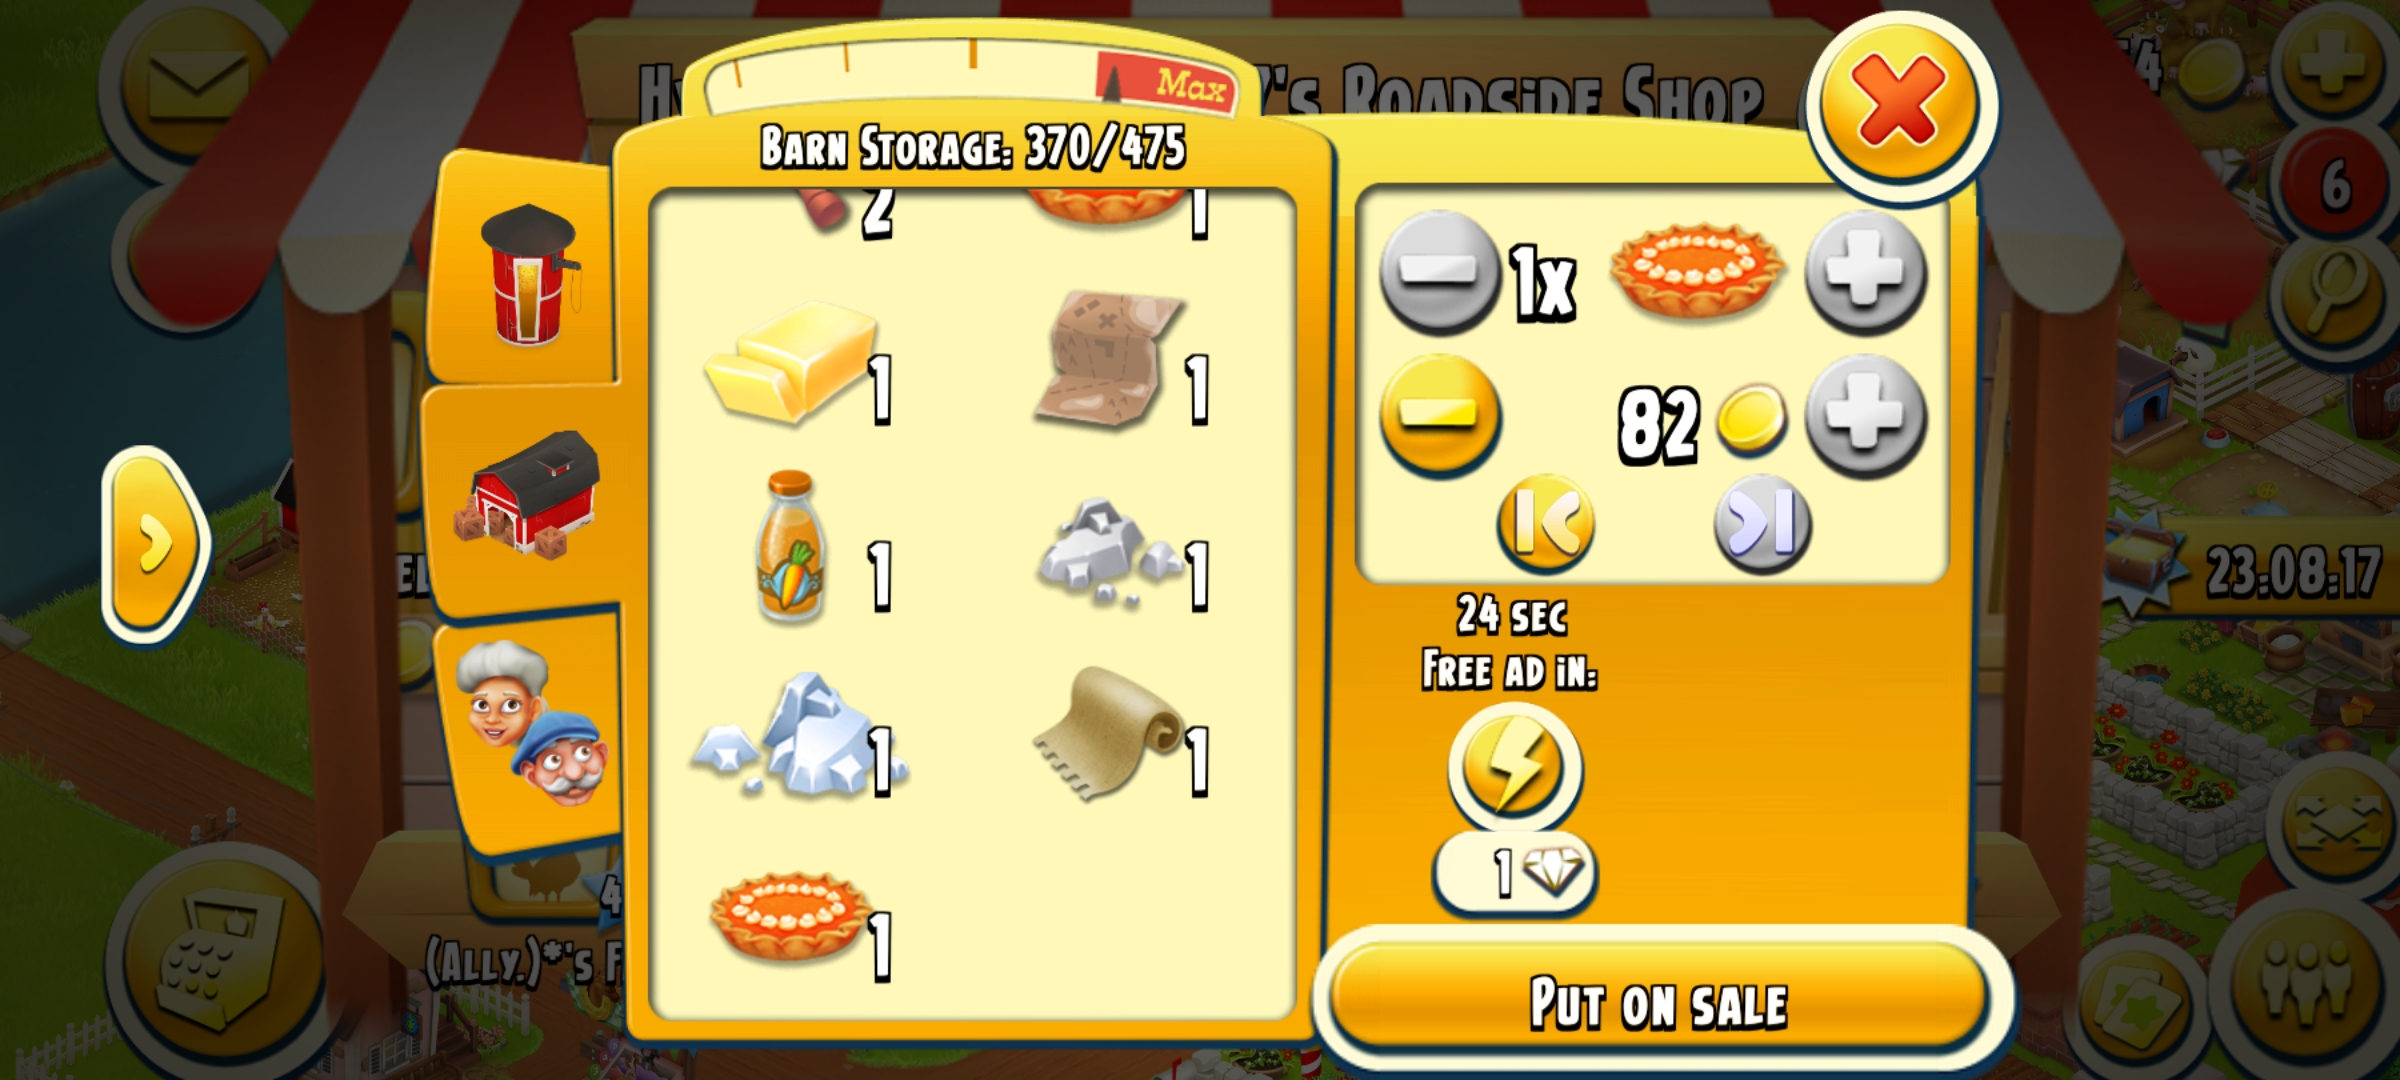 's Roadside Shop
Max
Barn Storage: 370/475
2
1
1
1
1
1
1
1
1
1x
82
24 sec
Free ad in:
1
Put on sale
6
23:08:17
(Ally.)*'s